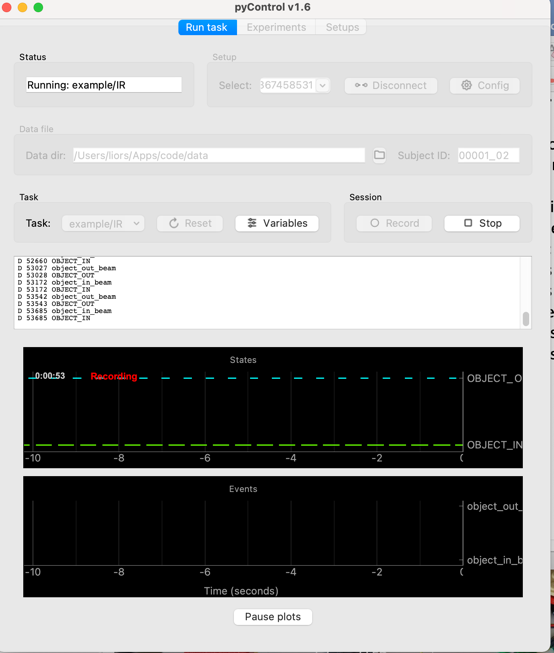 pyControl v1.6
Run task Experiments Setups
Status
Running: example/IR
Setup
Select: 367458531 Disconnect Config
Data file
Data dir: /Users/liors/Apps/code/data Subject ID: 00001_02
Task
Task: example/IR Reset Variables
Session
Record Stop
D 52660 OBJECT_IN
D 53027 object_out_beam
D 53028 OBJECT_OUT
D 53172 object_in_beam
D 53172 OBJECT_IN
D 53542 object_out_beam
D 53543 OBJECT_OUT
D 53685 object_in_beam
D 53685 OBJECT_IN
States
0:00:53 Recording
OBJECT_O
OBJECT_IN
-10 -8 -6 -4 -2 0
Events
object_out_
object_in_b
-10 -8 -6 -4 -2 0
Time (seconds)
Pause plots